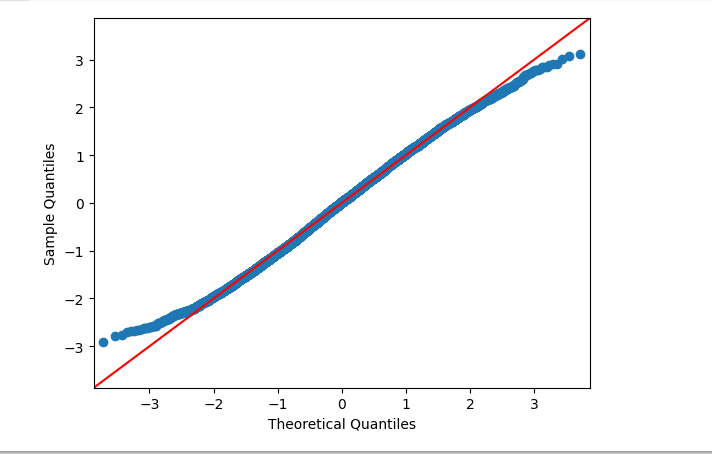 3
2
1
0
−1
−2
−3
Sample Quantiles
−3 −2 −1 0 1 2 3
Theoretical Quantiles